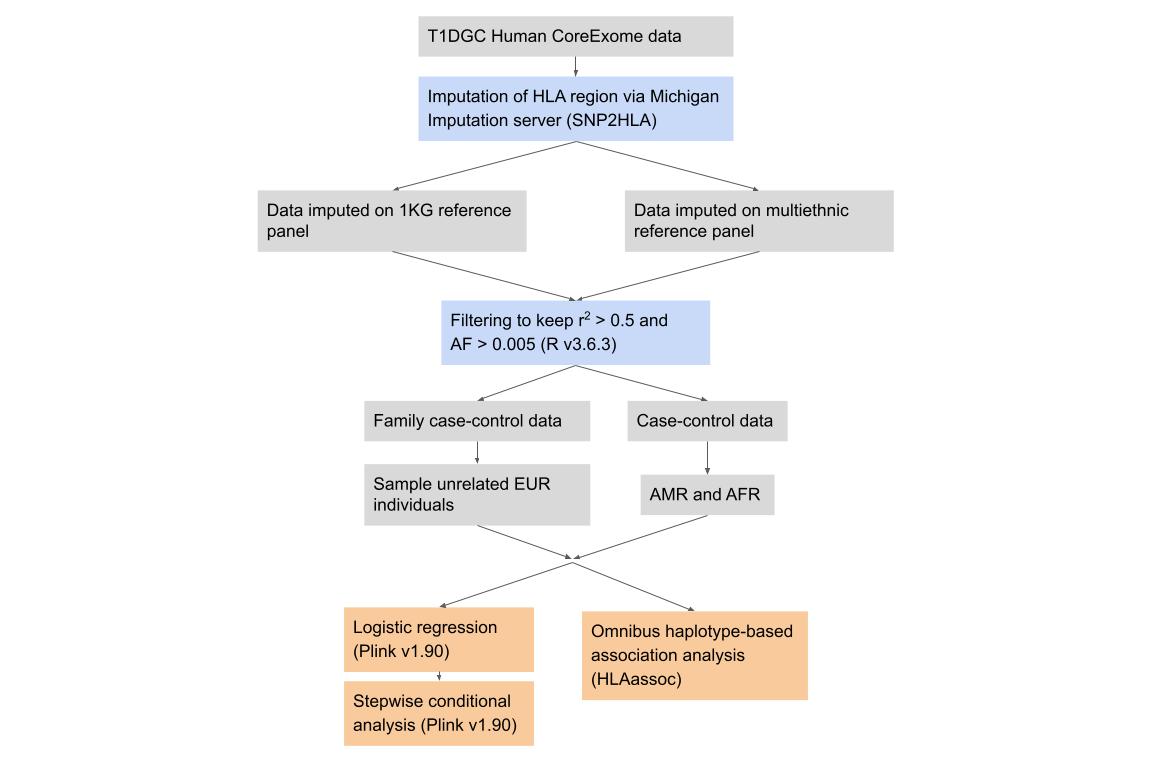 T1DGC Human CoreExome data
Imputation of HLA region via Michigan
Imputation server (SNP2HLA)
Data imputed on 1KG reference
panel
Data imputed on multiethnic
reference panel
Filtering to keep r² > 0.5 and
AF > 0.005 (R v3.6.3)
Family case-control data
Case-control data
Sample unrelated EUR
individuals
AMR and AFR
Logistic regression
(Plink v1.90)
Omnibus haplotype-based
association analysis
(HLAassoc)
Stepwise conditional
analysis (Plink v1.90)